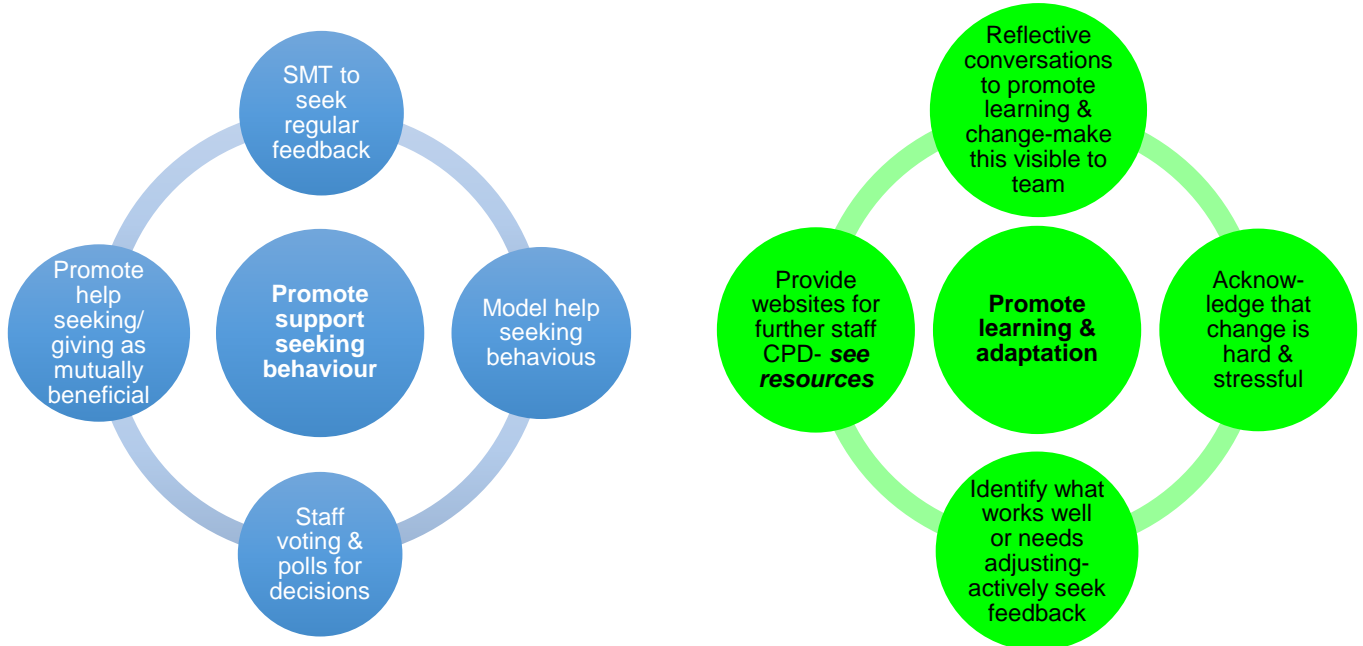 SMT to
seek
regular
feedback
Promote
help
seeking/
giving as
mutually
beneficial
Promote
support
seeking
behaviour
Model help
seeking
behavious
Staff
voting &
polls for
decisions
Reflective
conversations
to promote
learning &
change-make
this visible to
team
Provide
websites for
further staff
CPD- see
resources
Promote
learning &
adaptation
Acknow-
ledge that
change is
hard &
stressful
Identify what
works well
or needs
adjusting-
actively seek
feedback